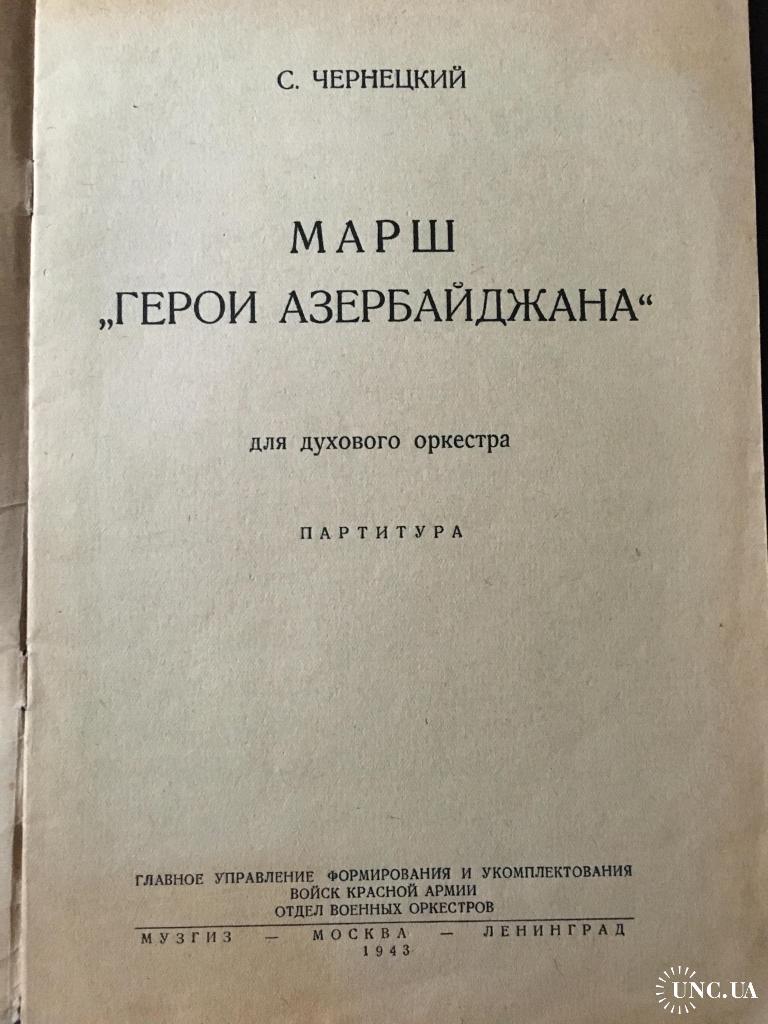 С. ЧЕРНЕЦКИЙ
МАРШ
„ГЕРОИ АЗЕРБАЙДЖАНА“
для духового оркестра
ПАРТИТУРА
ГЛАВНОЕ УПРАВЛЕНИЕ ФОРМИРОВАНИЯ И УКОМПЛЕКТОВАНИЯ
ВОЙСК КРАСНОЙ АРМИИ
ОТДЕЛ ВОЕННЫХ ОРКЕСТРОВ
МУЗГИЗ — МОСКВА — ЛЕНИНГРАД
1943
UNC.UA